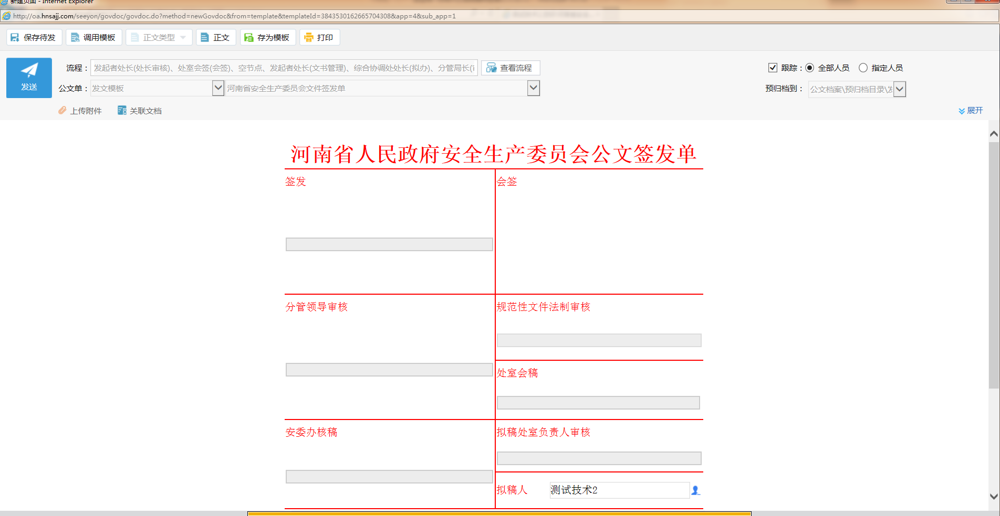 新建页面 - Internet Explorer
http://oa.hnsajj.com/seeyon/govdoc/govdoc.do?method=newGovdoc&from=template&templateId=3843530162665704308&app=4&sub_app=1
保存待发 调用模板 正文类型 正文 存为模板 打印
发送
流程： 发起者处长(处长审核)、处室会签(会签)、空节点、发起者处长(文书管理)、综合协调处处长(拟办)、分管局长( 查看流程 跟踪： 全部人员 指定人员
公文单： 发文模板 河南省安全生产委员会文件签发单 预归档到： 公文档案\预归档目录\
上传附件 关联文档 展开
河南省人民政府安全生产委员会公文签发单
签发 会签
分管领导审核 规范性文件法制审核
处室会稿
安委办核稿 拟稿处室负责人审核
拟稿人 测试技术2